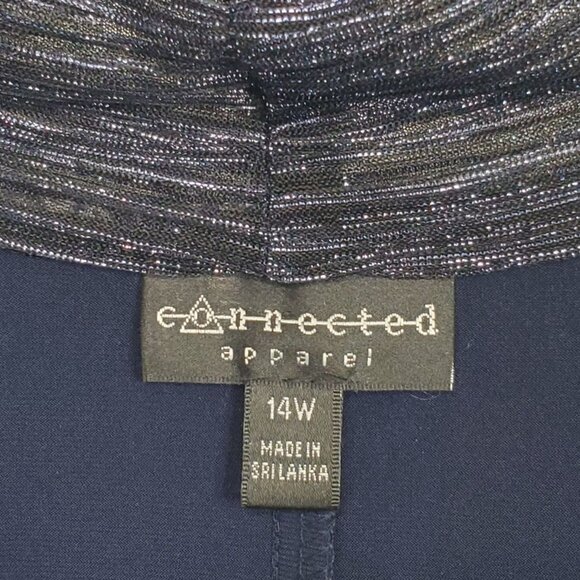 connected
apparel
14W
MADE IN
SRI LANKA